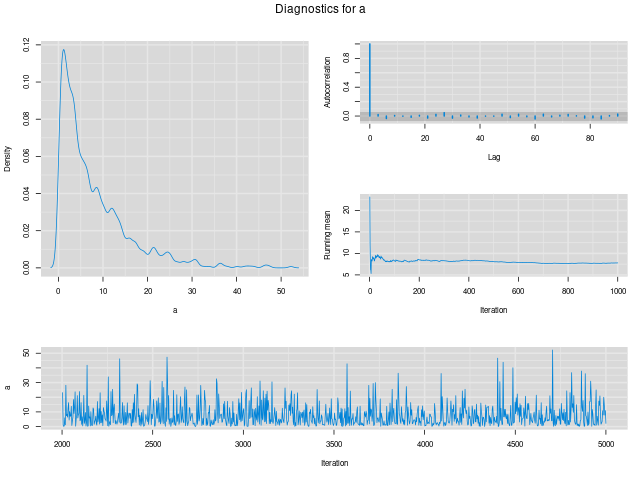 Diagnostics for a
Density
0.00 0.02 0.04 0.06 0.08 0.10 0.12
0 10 20 30 40 50
a
Autocorrelation
0.0 0.4 0.8
0 20 40 60 80
Lag
Running mean
5 10 15 20
0 200 400 600 800 1000
Iteration
a
0 10 30 50
2000 2500 3000 3500 4000 4500 5000
Iteration